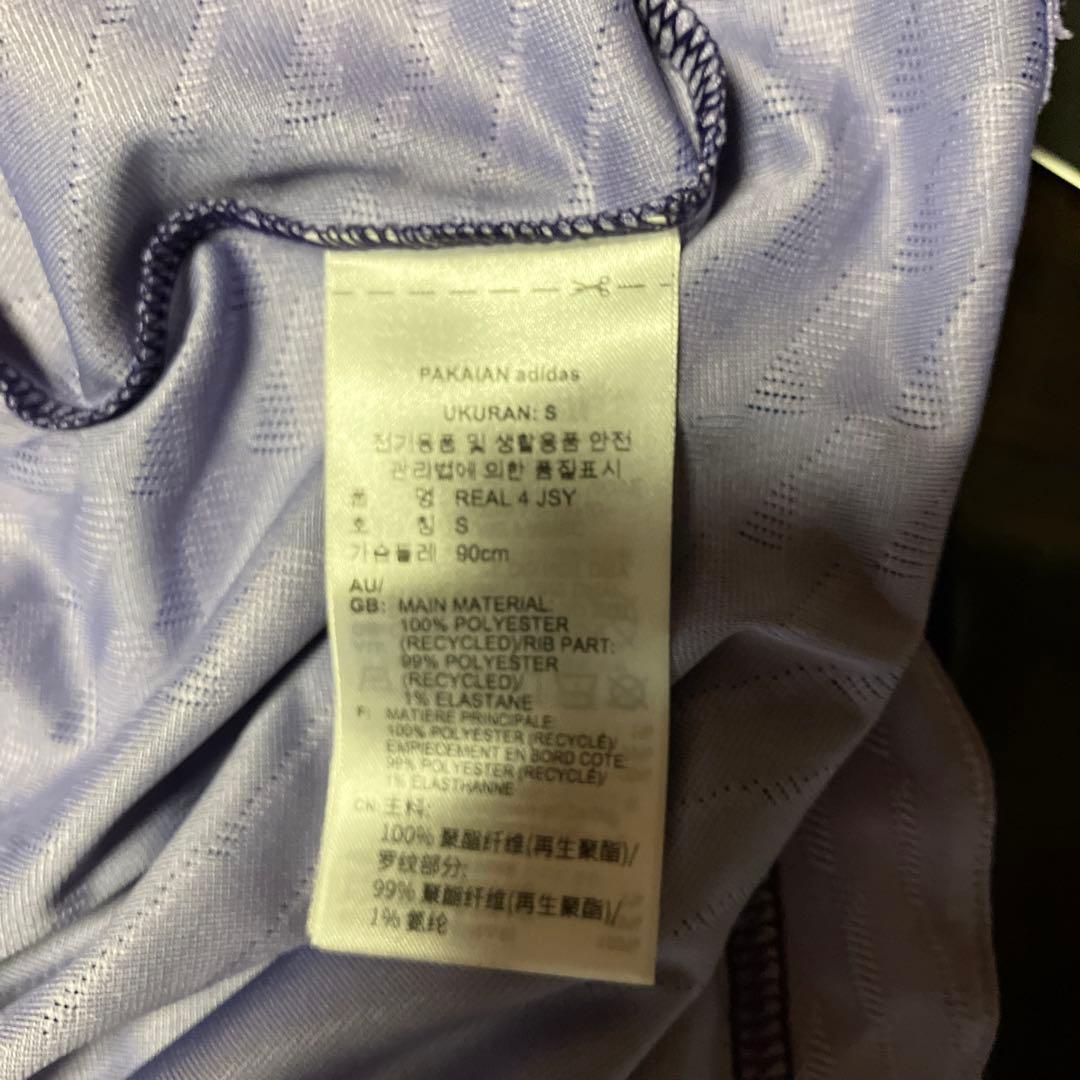 PAKAIAN adidas
UKURAN: S
전기용품 및 생활용품 안전
관리법에 의한 품질표시
품 명 REAL 4 JSY
호 칭 S
가슴둘레 90cm
AU/
GB: MAIN MATERIAL:
100% POLYESTER
(RECYCLED)/RIB PART:
99% POLYESTER
(RECYCLED)/
1% ELASTANE
F: MATIERE PRINCIPALE:
100% POLYESTER (RECYCLÉ)/
EMPIECEMENT EN BORD COTE:
99% POLYESTER (RECYCLÉ)/
1% ELASTHANNE
CN: 主料:
100% 聚酯纤维(再生聚酯)/
罗纹部分:
99% 聚酯纤维(再生聚酯)/
1% 氨纶